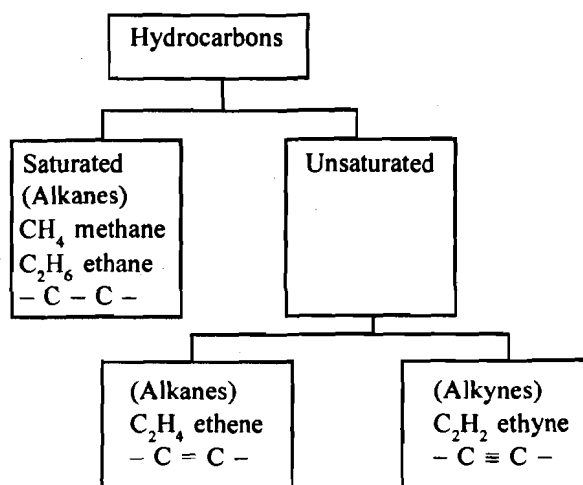 Hydrocarbons
Saturated
(Alkanes)
CH₄ methane
C₂H₆ ethane
– C – C –
Unsaturated
(Alkanes)
C₂H₄ ethene
– C = C –
(Alkynes)
C₂H₂ ethyne
– C ≡ C –